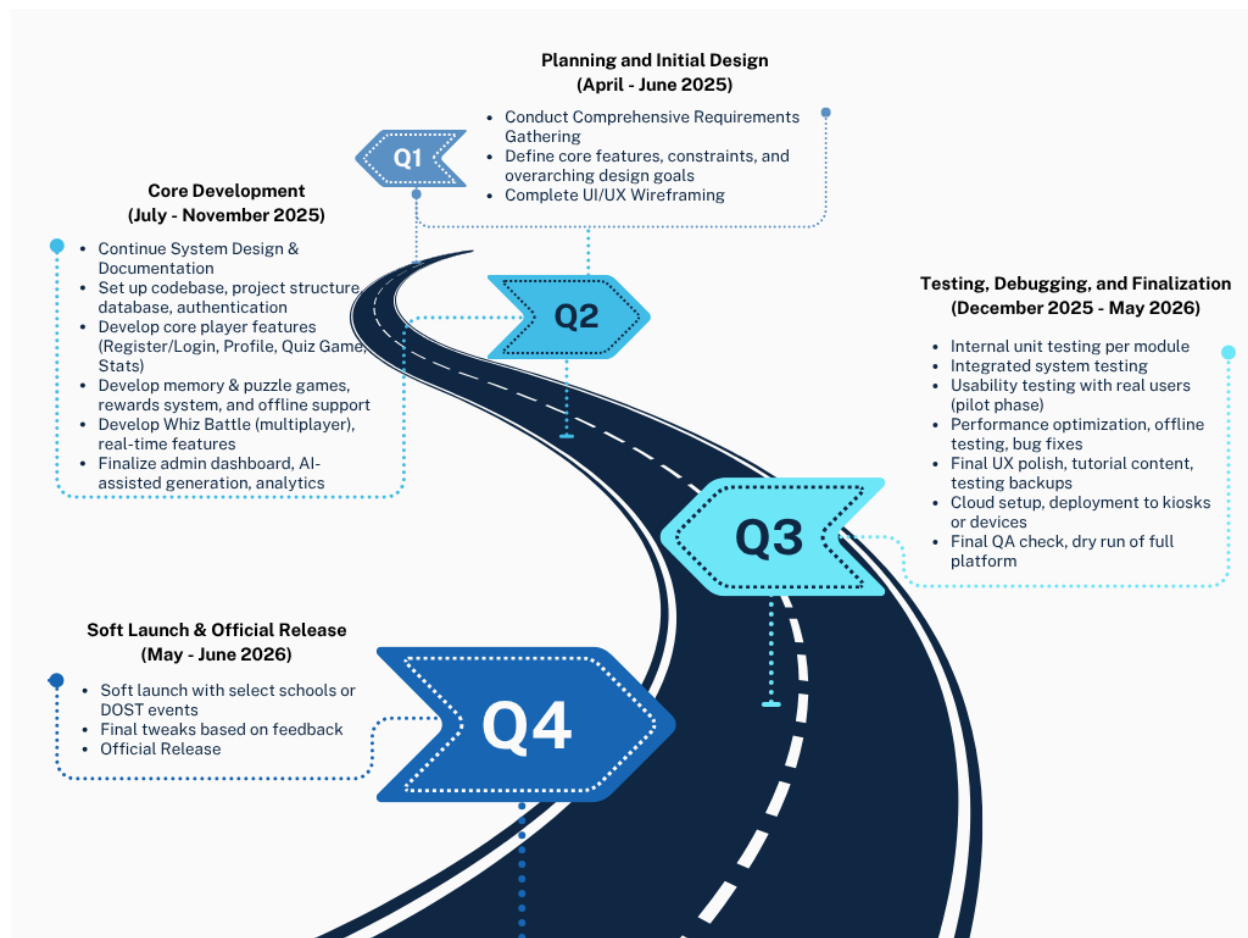 Planning and Initial Design
(April - June 2025)
• Conduct Comprehensive Requirements
Gathering
• Define core features, constraints, and
overarching design goals
• Complete UI/UX Wireframing
Q1
Core Development
(July - November 2025)
• Continue System Design &
Documentation
• Set up codebase, project structure,
database, authentication
• Develop core player features
(Register/Login, Profile, Quiz Game,
Stats)
• Develop memory & puzzle games,
rewards system, and offline support
• Develop Whiz Battle (multiplayer),
real-time features
• Finalize admin dashboard, AI-
assisted generation, analytics
Q2
Testing, Debugging, and Finalization
(December 2025 - May 2026)
• Internal unit testing per module
• Integrated system testing
• Usability testing with real users
(pilot phase)
• Performance optimization, offline
testing, bug fixes
• Final UX polish, tutorial content,
testing backups
• Cloud setup, deployment to kiosks
or devices
• Final QA check, dry run of full
platform
Q3
Soft Launch & Official Release
(May - June 2026)
• Soft launch with select schools or
DOST events
• Final tweaks based on feedback
• Official Release
Q4